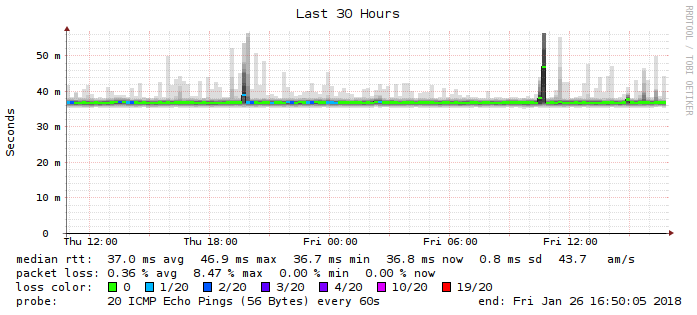 Last 30 Hours
RRDTOOL / TOBI OETIKER
Seconds
50 m
40 m
30 m
20 m
10 m
0
Thu 12:00 Thu 18:00 Fri 00:00 Fri 06:00 Fri 12:00
median rtt: 37.0 ms avg 46.9 ms max 36.7 ms min 36.8 ms now 0.8 ms sd 43.7 am/s
packet loss: 0.36 % avg 8.47 % max 0.00 % min 0.00 % now
loss color: 0 1/20 2/20 3/20 4/20 10/20 19/20
probe: 20 ICMP Echo Pings (56 Bytes) every 60s end: Fri Jan 26 16:50:05 2018